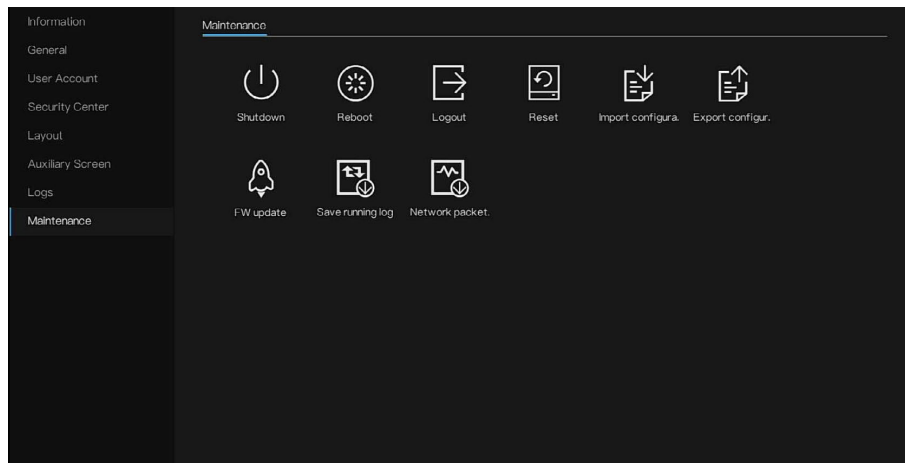 Information
General
User Account
Security Center
Layout
Auxiliary Screen
Logs
Maintenance
Maintenance
Shutdown Reboot Logout Reset Import configura. Export configur.
FW update Save running log Network packet.